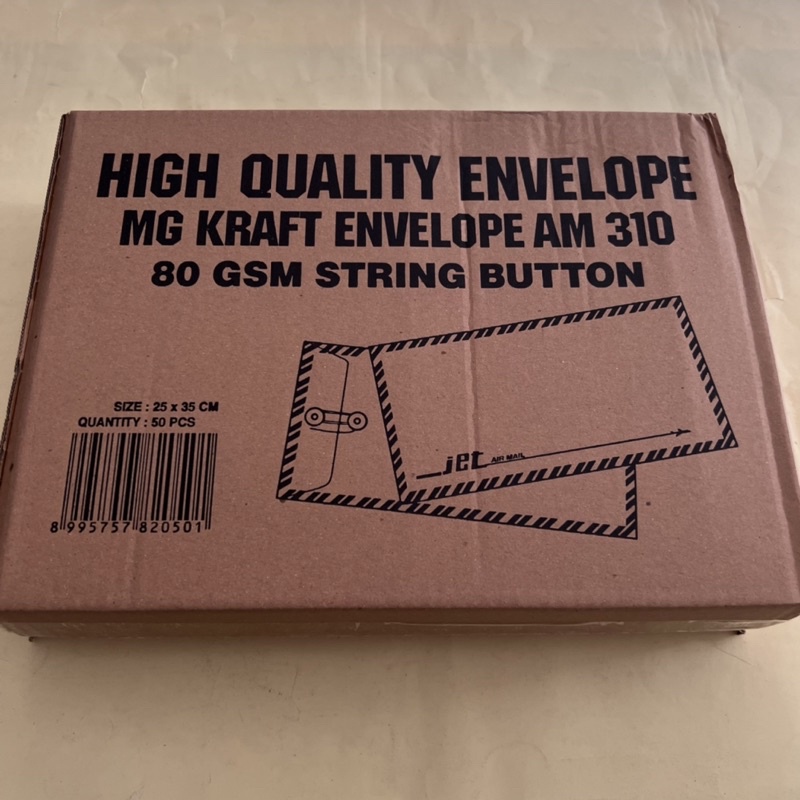 HIGH QUALITY ENVELOPE
MG KRAFT ENVELOPE AM 310
80 GSM STRING BUTTON
SIZE : 25 x 35 CM
QUANTITY : 50 PCS
8 995757 820501
jet AIR MAIL